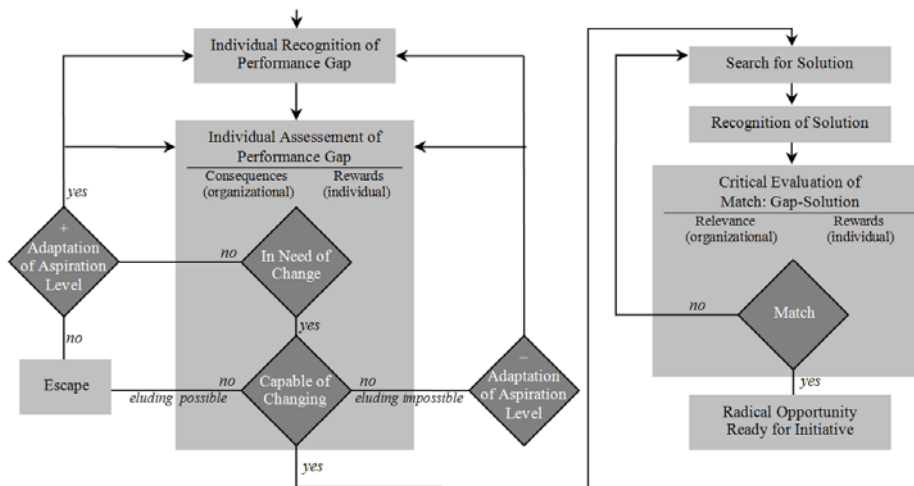 Individual Recognition of
Performance Gap
Individual Assessement of
Performance Gap
Consequences
(organizational)
Rewards
(individual)
yes
+
Adaptation
of Aspiration
Level
no
In Need of
Change
yes
no
Escape
no
eluding possible
Capable of
Changing
no
eluding impossible
–
Adaptation
of Aspiration
Level
yes
Search for Solution
Recognition of Solution
Critical Evaluation of
Match: Gap-Solution
Relevance
(organizational)
Rewards
(individual)
no
Match
yes
Radical Opportunity
Ready for Initiative